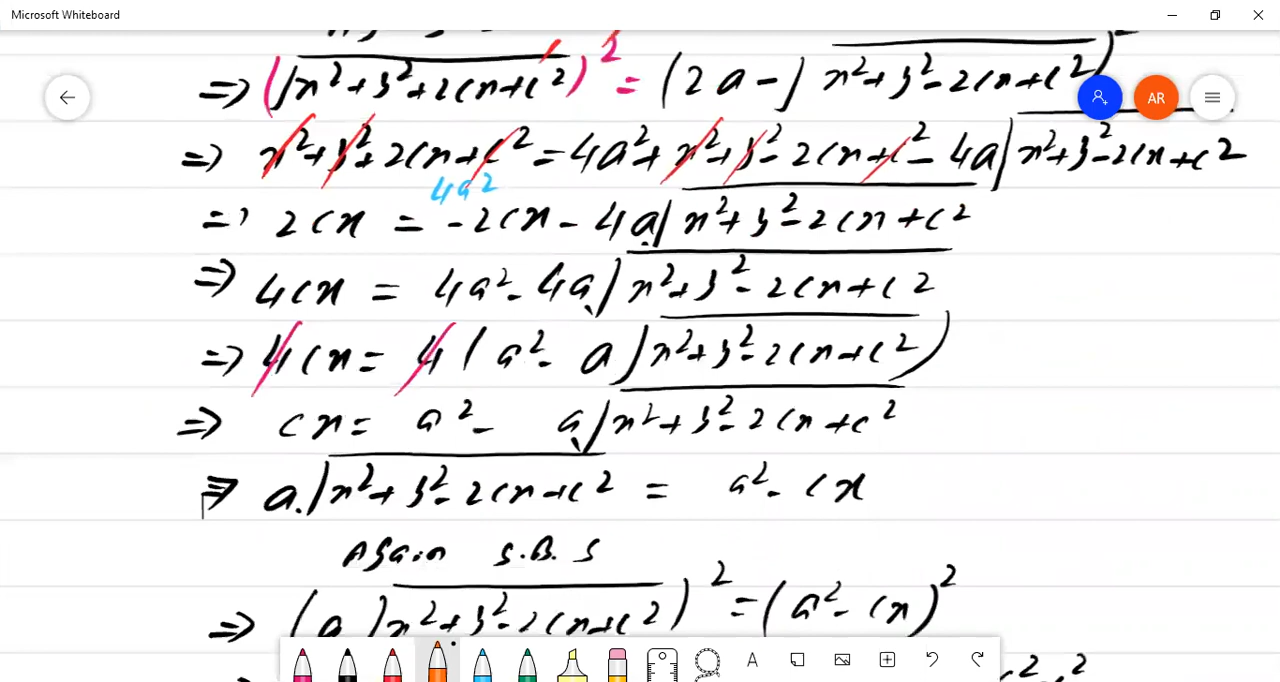 Microsoft Whiteboard
=> (√x²+y²+2cx+c²)² = (2a-√x²+y²-2cx+c²)²
AR
=> x²+y²+2cx+c² = 4a²+x²+y²-2cx+c²-4a√x²+y²-2cx+c²
4a²
=> 2cx = -2cx-4a√x²+y²-2cx+c²
=> 4cx = 4a²-4a√x²+y²-2cx+c²
=> 4cx = 4(a²-a√x²+y²-2cx+c²)
=> cx = a²- a√x²+y²-2cx+c²
=> a.√x²+y²-2cx+c² = a²-cx
Again S.B.S
=> (a√x²+y²-2cx+c²)² = (a²-cx)²
A